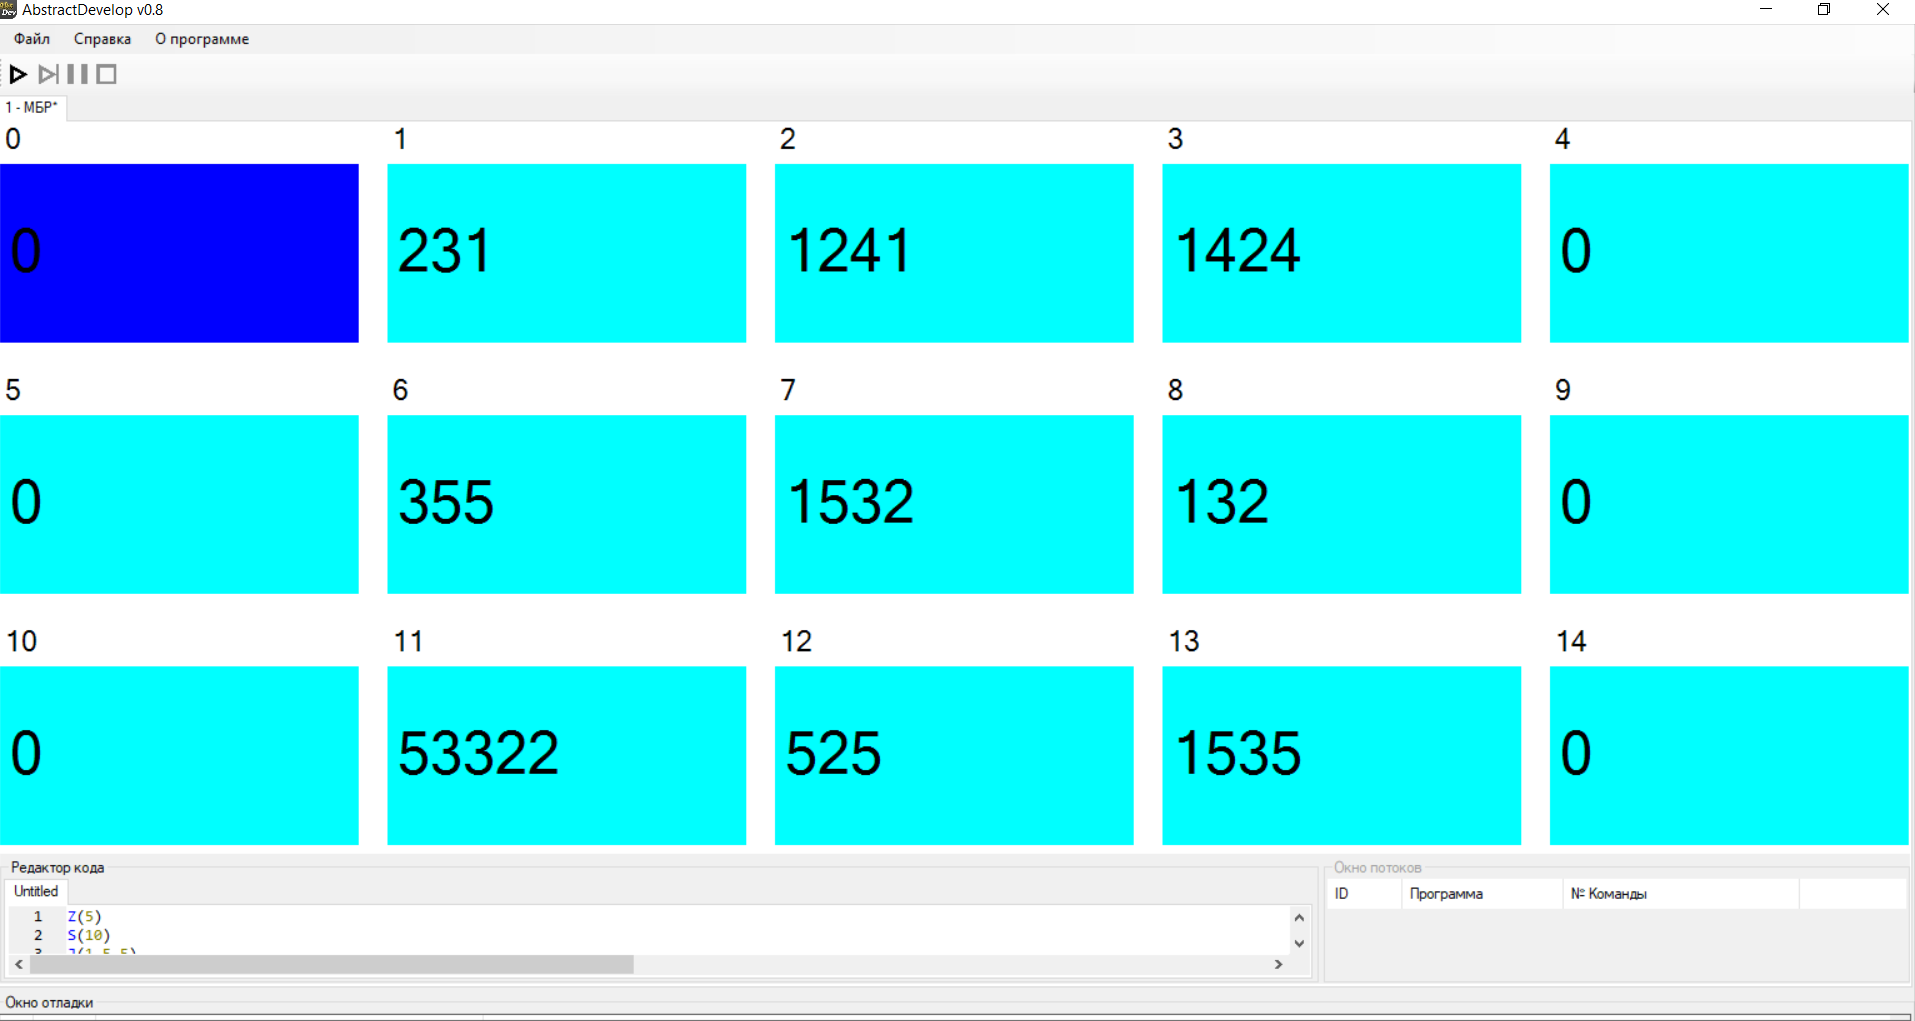 AbstractDevelop v0.8
Файл Справка О программе
1 - МБР*
0 1 2 3 4
0 231 1241 1424 0
5 6 7 8 9
0 355 1532 132 0
10 11 12 13 14
0 53322 525 1535 0
Редактор кода
Untitled
1 Z(5)
2 S(10)
Окно потоков
ID Программа № Команды
Окно отладки